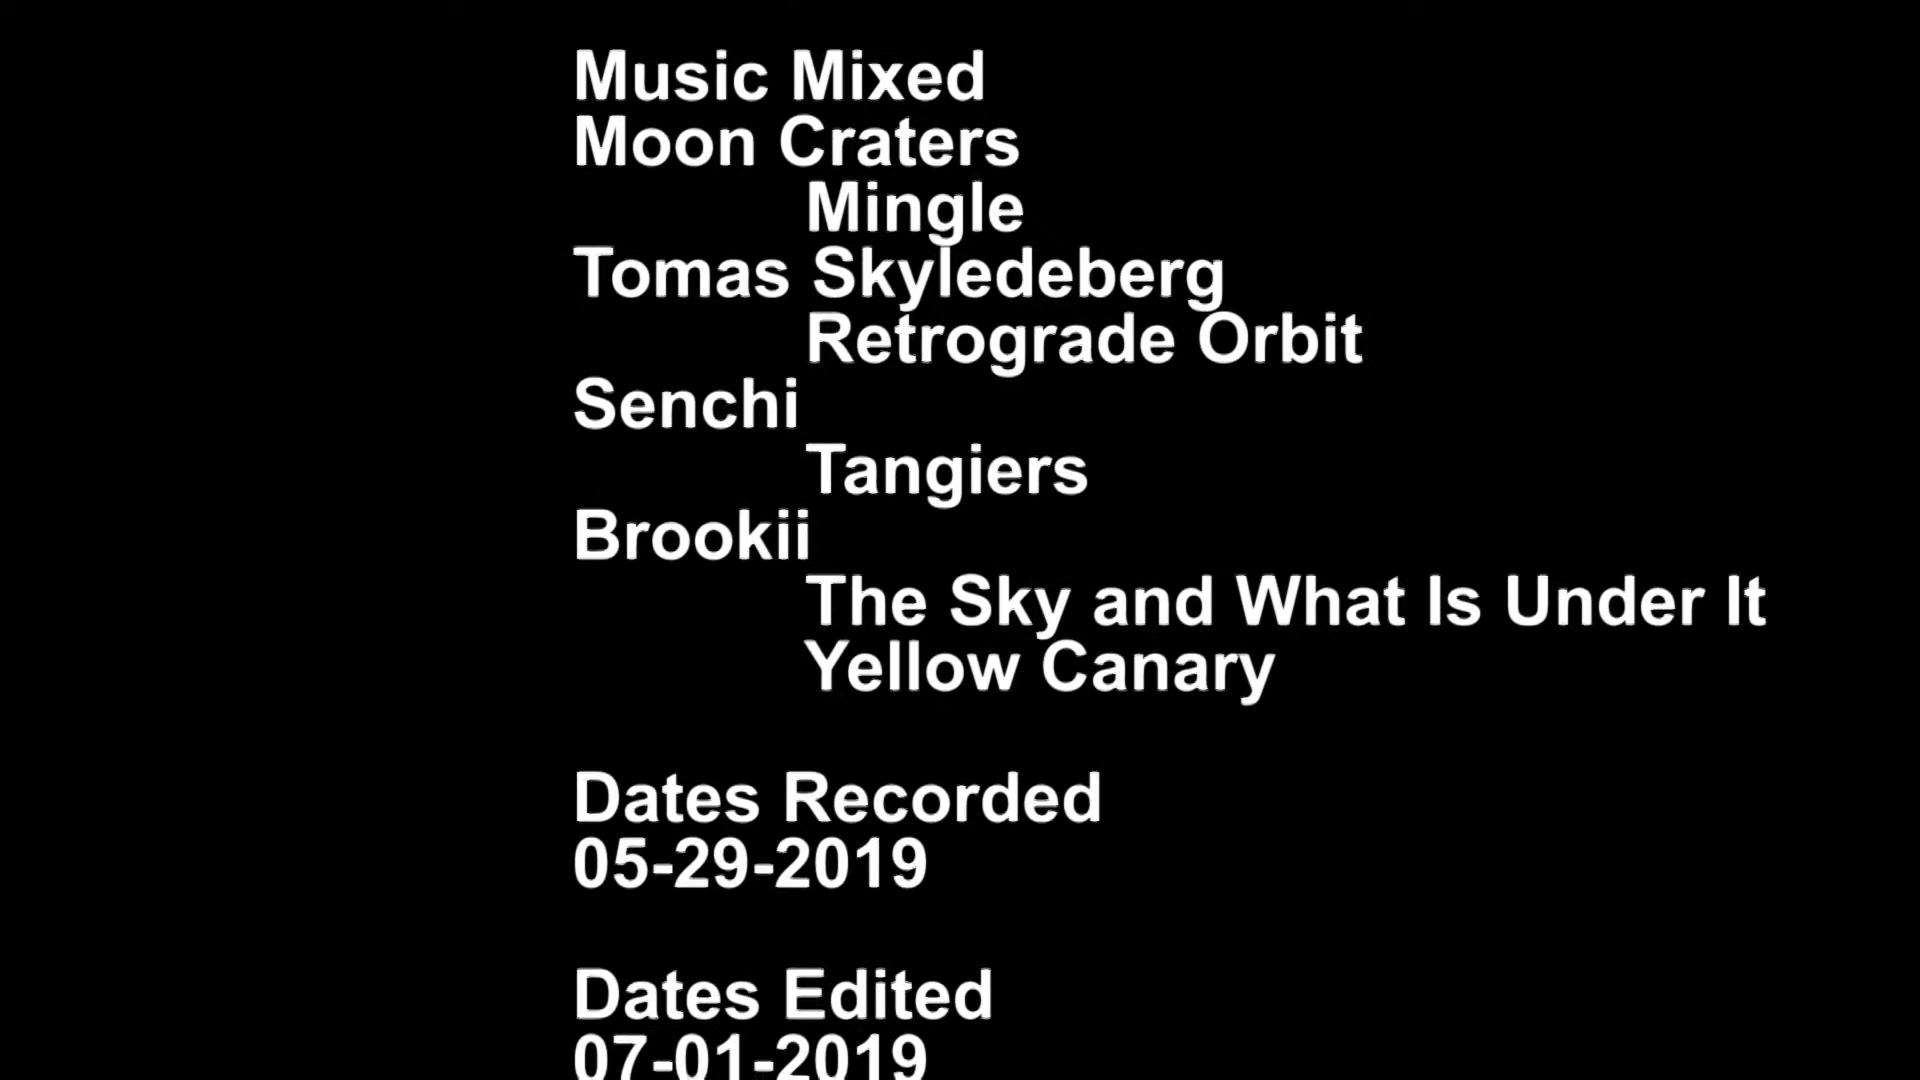 Music Mixed
Moon Craters
Mingle
Tomas Skyledeberg
Retrograde Orbit
Senchi
Tangiers
Brookii
The Sky and What Is Under It
Yellow Canary
Dates Recorded
05-29-2019
Dates Edited
07-01-2019